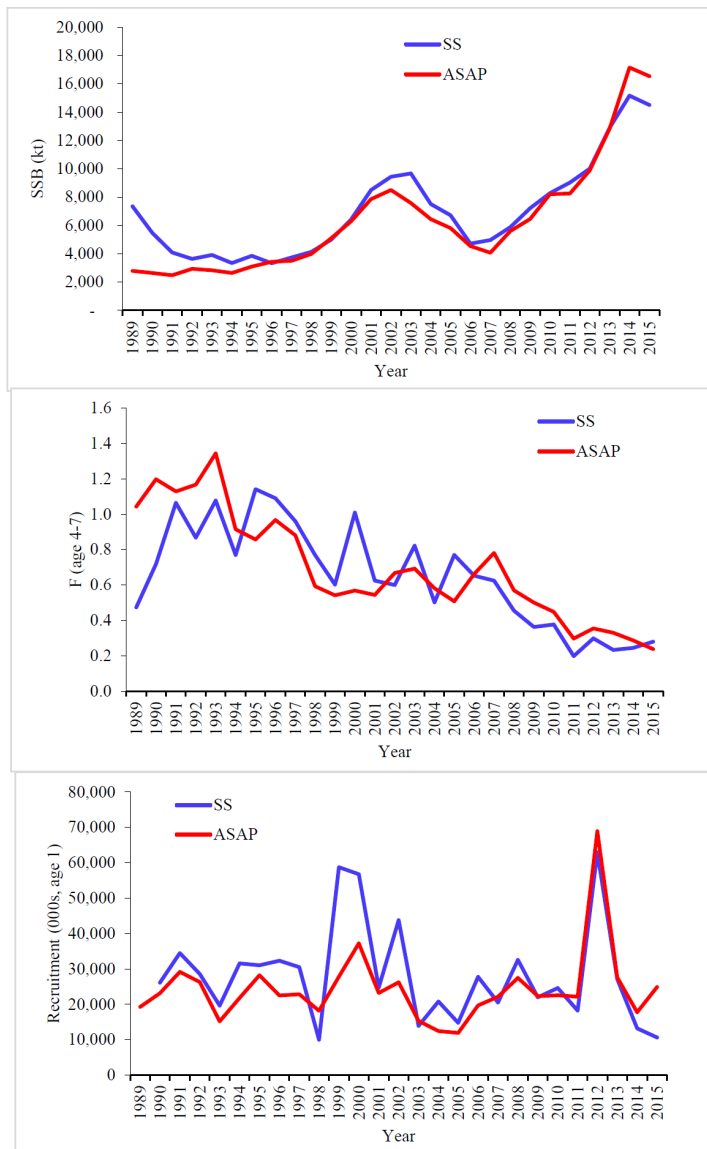 20,000
18,000
16,000
14,000
12,000
10,000
8,000
6,000
4,000
2,000
-
SSB (kt)
SS
ASAP
1989 1990 1991 1992 1993 1994 1995 1996 1997 1998 1999 2000 2001 2002 2003 2004 2005 2006 2007 2008 2009 2010 2011 2012 2013 2014 2015
Year
1.6
1.4
1.2
1.0
0.8
0.6
0.4
0.2
0.0
F (age 4-7)
SS
ASAP
1989 1990 1991 1992 1993 1994 1995 1996 1997 1998 1999 2000 2001 2002 2003 2004 2005 2006 2007 2008 2009 2010 2011 2012 2013 2014 2015
Year
80,000
70,000
60,000
50,000
40,000
30,000
20,000
10,000
0
Recruitment (000s, age 1)
SS
ASAP
1989 1990 1991 1992 1993 1994 1995 1996 1997 1998 1999 2000 2001 2002 2003 2004 2005 2006 2007 2008 2009 2010 2011 2012 2013 2014 2015
Year